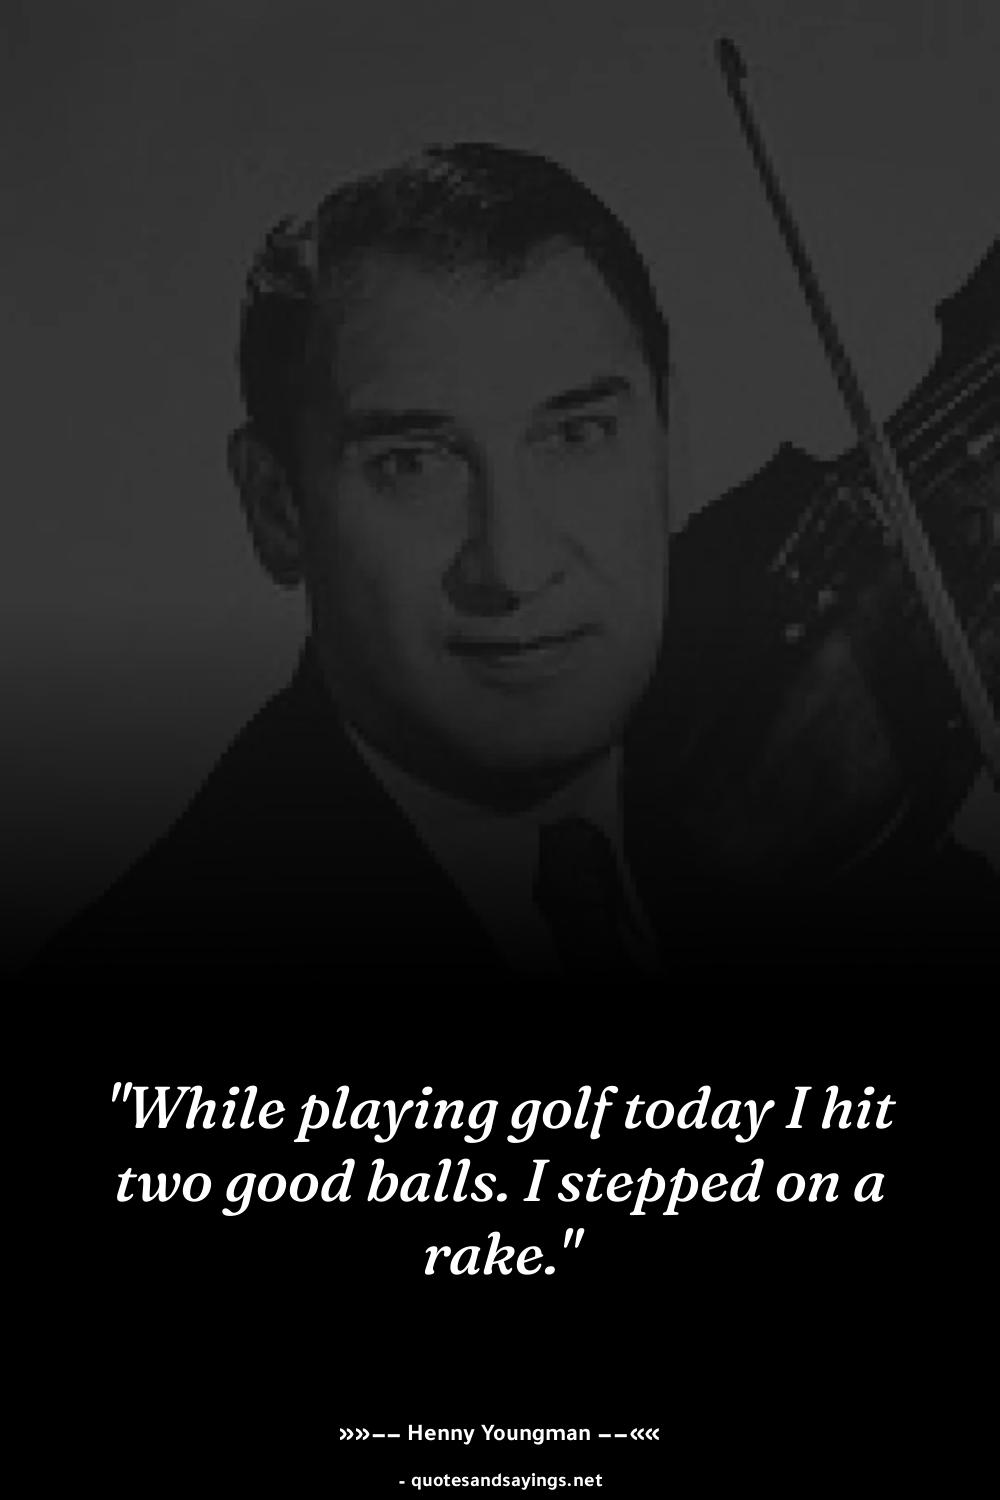 "While playing golf today I hit
two good balls. I stepped on a
rake."
»»–– Henny Youngman ––««
- quotesandsayings.net